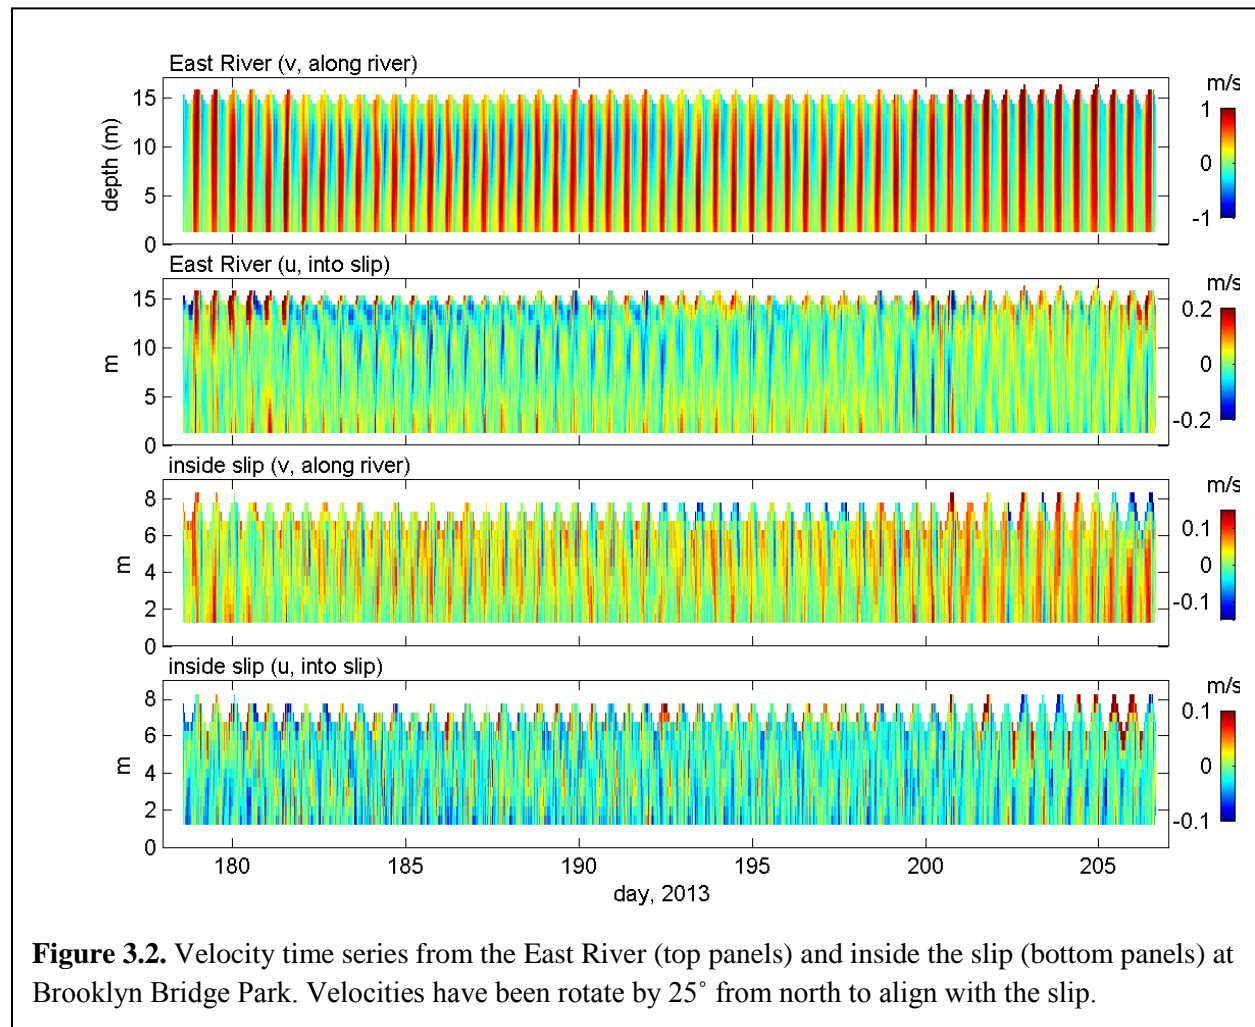 East River (v, along river)
m/s
15
10
5
0
depth (m)
1
0
-1
East River (u, into slip)
m/s
15
10
5
0
m
0.2
0
-0.2
inside slip (v, along river)
m/s
8
6
4
2
0
m
0.1
0
-0.1
inside slip (u, into slip)
m/s
8
6
4
2
0
m
0.1
0
-0.1
180 185 190 195 200 205
day, 2013
Figure 3.2. Velocity time series from the East River (top panels) and inside the slip (bottom panels) at
Brooklyn Bridge Park. Velocities have been rotate by 25˚ from north to align with the slip.